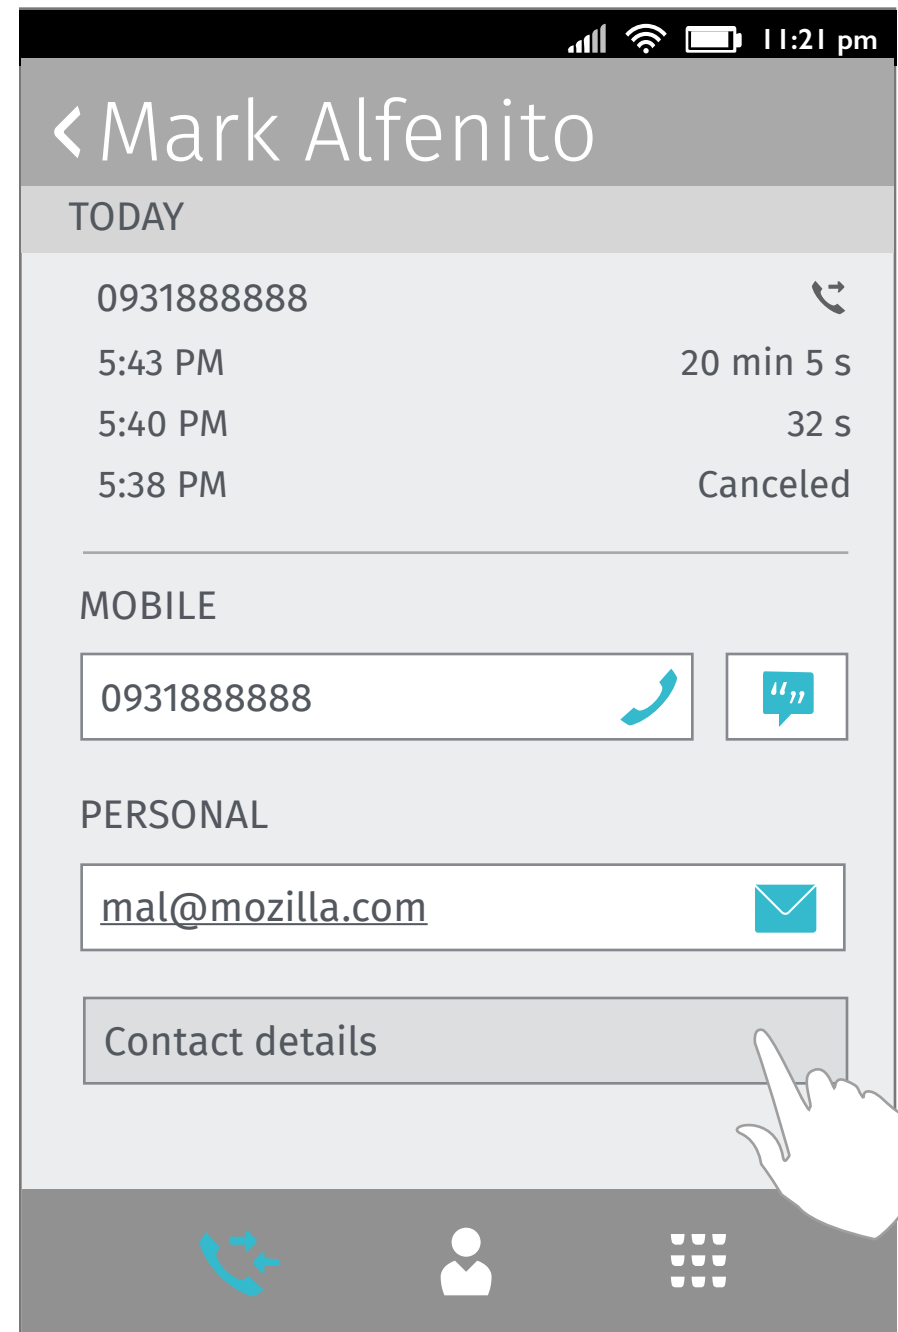 11:21 pm
Mark Alfenito
TODAY
0931888888
5:43 PM 20 min 5 s
5:40 PM 32 s
5:38 PM Canceled
MOBILE
0931888888
PERSONAL
mal@mozilla.com
Contact details